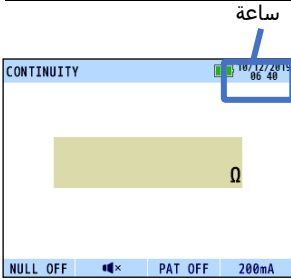 ساعة
CONTINUITY 10/12/2019
06 40
Ω
NULL OFF PAT OFF 200mA